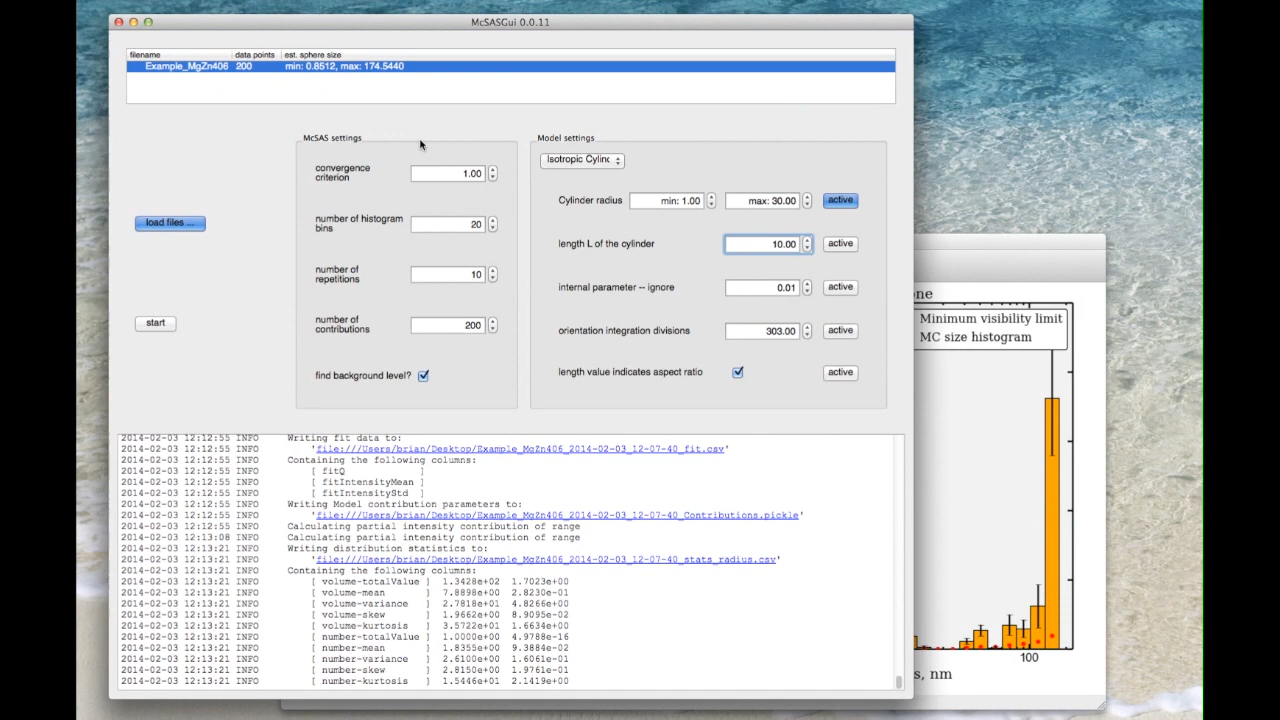 McSASGui 0.0.11
filename data points est. sphere size
Example_MgZn406 200 min: 0.8512, max: 174.5440
McSAS settings
convergence criterion 1.00
number of histogram bins 20
number of repetitions 10
number of contributions 200
find background level?
load files ...
start
Model settings
Isotropic Cylinc
Cylinder radius min: 1.00 max: 30.00 active
length L of the cylinder 10.00 active
internal parameter -- ignore 0.01 active
orientation integration divisions 303.00 active
length value indicates aspect ratio active
2014-02-03 12:12:55 INFO Writing fit data to:
2014-02-03 12:12:55 INFO 'file:///Users/brian/Desktop/Example_MgZn406_2014-02-03_12-07-40_fit.csv'
2014-02-03 12:12:55 INFO Containing the following columns:
2014-02-03 12:12:55 INFO [ fitQ ]
2014-02-03 12:12:55 INFO [ fitIntensityMean ]
2014-02-03 12:12:55 INFO [ fitIntensityStd ]
2014-02-03 12:12:55 INFO Writing Model contribution parameters to:
2014-02-03 12:12:55 INFO 'file:///Users/brian/Desktop/Example_MgZn406_2014-02-03_12-07-40_Contributions.pickle'
2014-02-03 12:12:55 INFO Calculating partial intensity contribution of range
2014-02-03 12:13:08 INFO Calculating partial intensity contribution of range
2014-02-03 12:13:21 INFO Writing distribution statistics to:
2014-02-03 12:13:21 INFO 'file:///Users/brian/Desktop/Example_MgZn406_2014-02-03_12-07-40_stats_radius.csv'
2014-02-03 12:13:21 INFO Containing the following columns:
2014-02-03 12:13:21 INFO [ volume-totalValue ] 1.3428e+02 1.7023e+00
2014-02-03 12:13:21 INFO [ volume-mean ] 7.8898e+00 2.8230e-01
2014-02-03 12:13:21 INFO [ volume-variance ] 2.7818e+01 4.8266e+00
2014-02-03 12:13:21 INFO [ volume-skew ] 1.9662e+00 8.9095e-02
2014-02-03 12:13:21 INFO [ volume-kurtosis ] 3.5722e+01 1.6634e+00
2014-02-03 12:13:21 INFO [ number-totalValue ] 1.0000e+00 4.9788e-16
2014-02-03 12:13:21 INFO [ number-mean ] 1.8355e+00 9.3884e-02
2014-02-03 12:13:21 INFO [ number-variance ] 2.6100e+00 1.6061e-01
2014-02-03 12:13:21 INFO [ number-skew ] 2.8150e+00 1.9761e-01
2014-02-03 12:13:21 INFO [ number-kurtosis ] 1.5446e+01 2.1419e+00
one
Minimum visibility limit
MC size histogram
100
s, nm